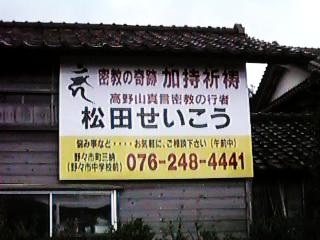 密教の奇跡 加持祈祷
高野山真言密教の行者
松田せいこう
悩み事など・・・・お気軽に、ご相談下さい(午前中)
野々市町三納
(野々市中学校前)
076-248-4441